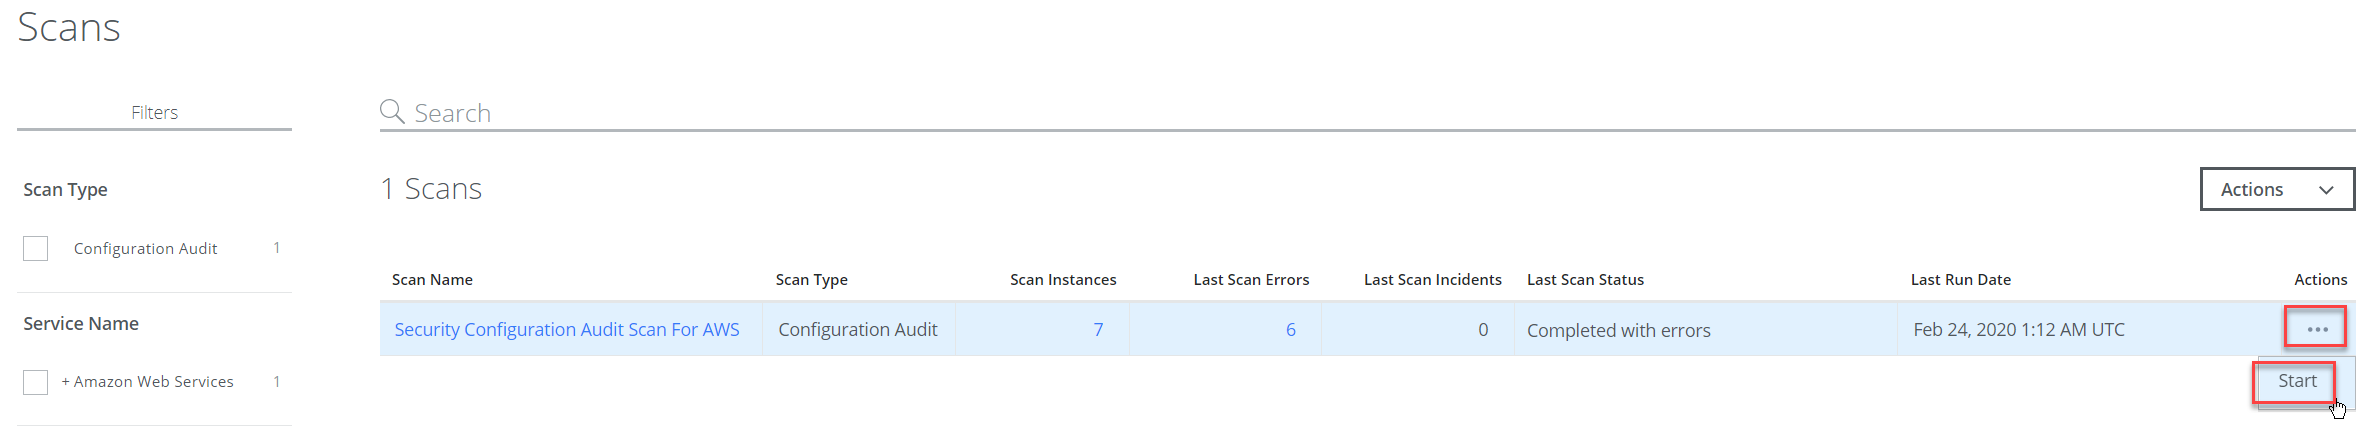 Scans
Filters
Search
Scan Type
1 Scans
Actions
Configuration Audit 1
Service Name
+ Amazon Web Services 1
Scan Name Scan Type Scan Instances Last Scan Errors Last Scan Incidents Last Scan Status Last Run Date Actions
Security Configuration Audit Scan For AWS Configuration Audit 7 6 0 Completed with errors Feb 24, 2020 1:12 AM UTC •••
Start